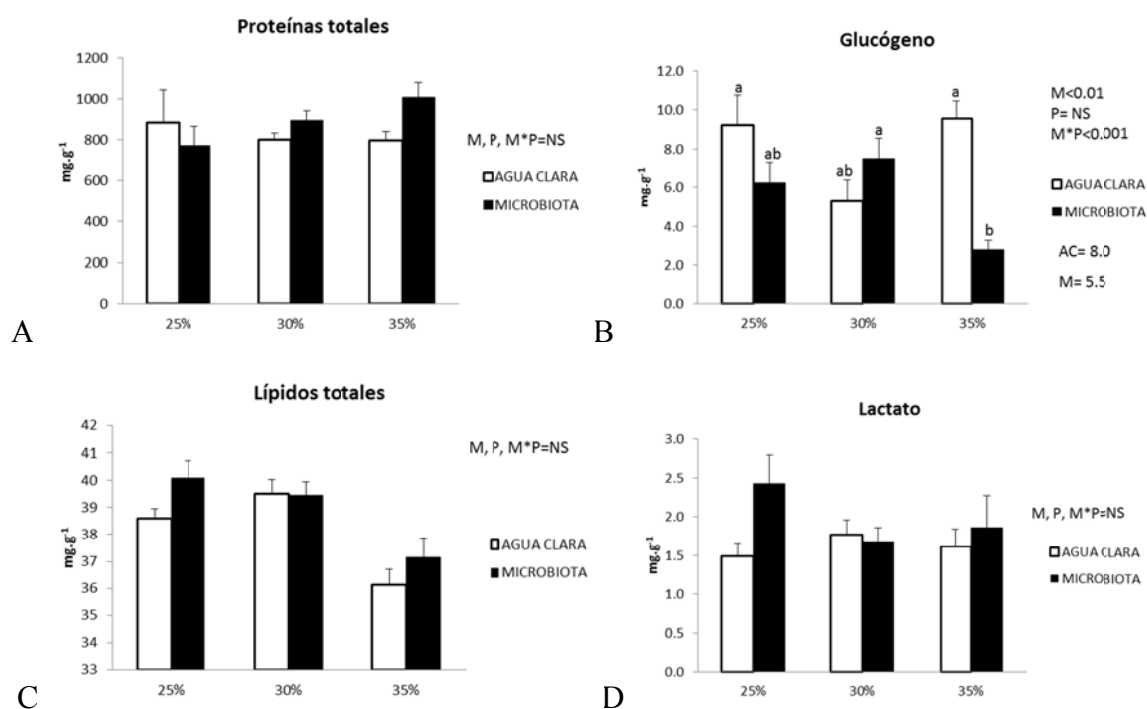 Proteínas totales
1200
1000
800
600
400
200
0
mg.g-1
25% 30% 35%
M, P, M*P=NS
AGUA CLARA
MICROBIOTA
A
Glucógeno
12.0
10.0
8.0
6.0
4.0
2.0
0.0
mg.g-1
a
ab
ab
a
a
b
25% 30% 35%
M<0.01
P= NS
M*P<0.001
AGUA CLARA
MICROBIOTA
AC= 8.0
M= 5.5
B
Lípidos totales
42
41
40
39
38
37
36
35
34
33
mg.g-1
25% 30% 35%
M, P, M*P=NS
AGUA CLARA
MICROBIOTA
C
Lactato
3.0
2.5
2.0
1.5
1.0
0.5
0.0
mg.g-1
25% 30% 35%
M, P, M*P=NS
AGUA CLARA
MICROBIOTA
D